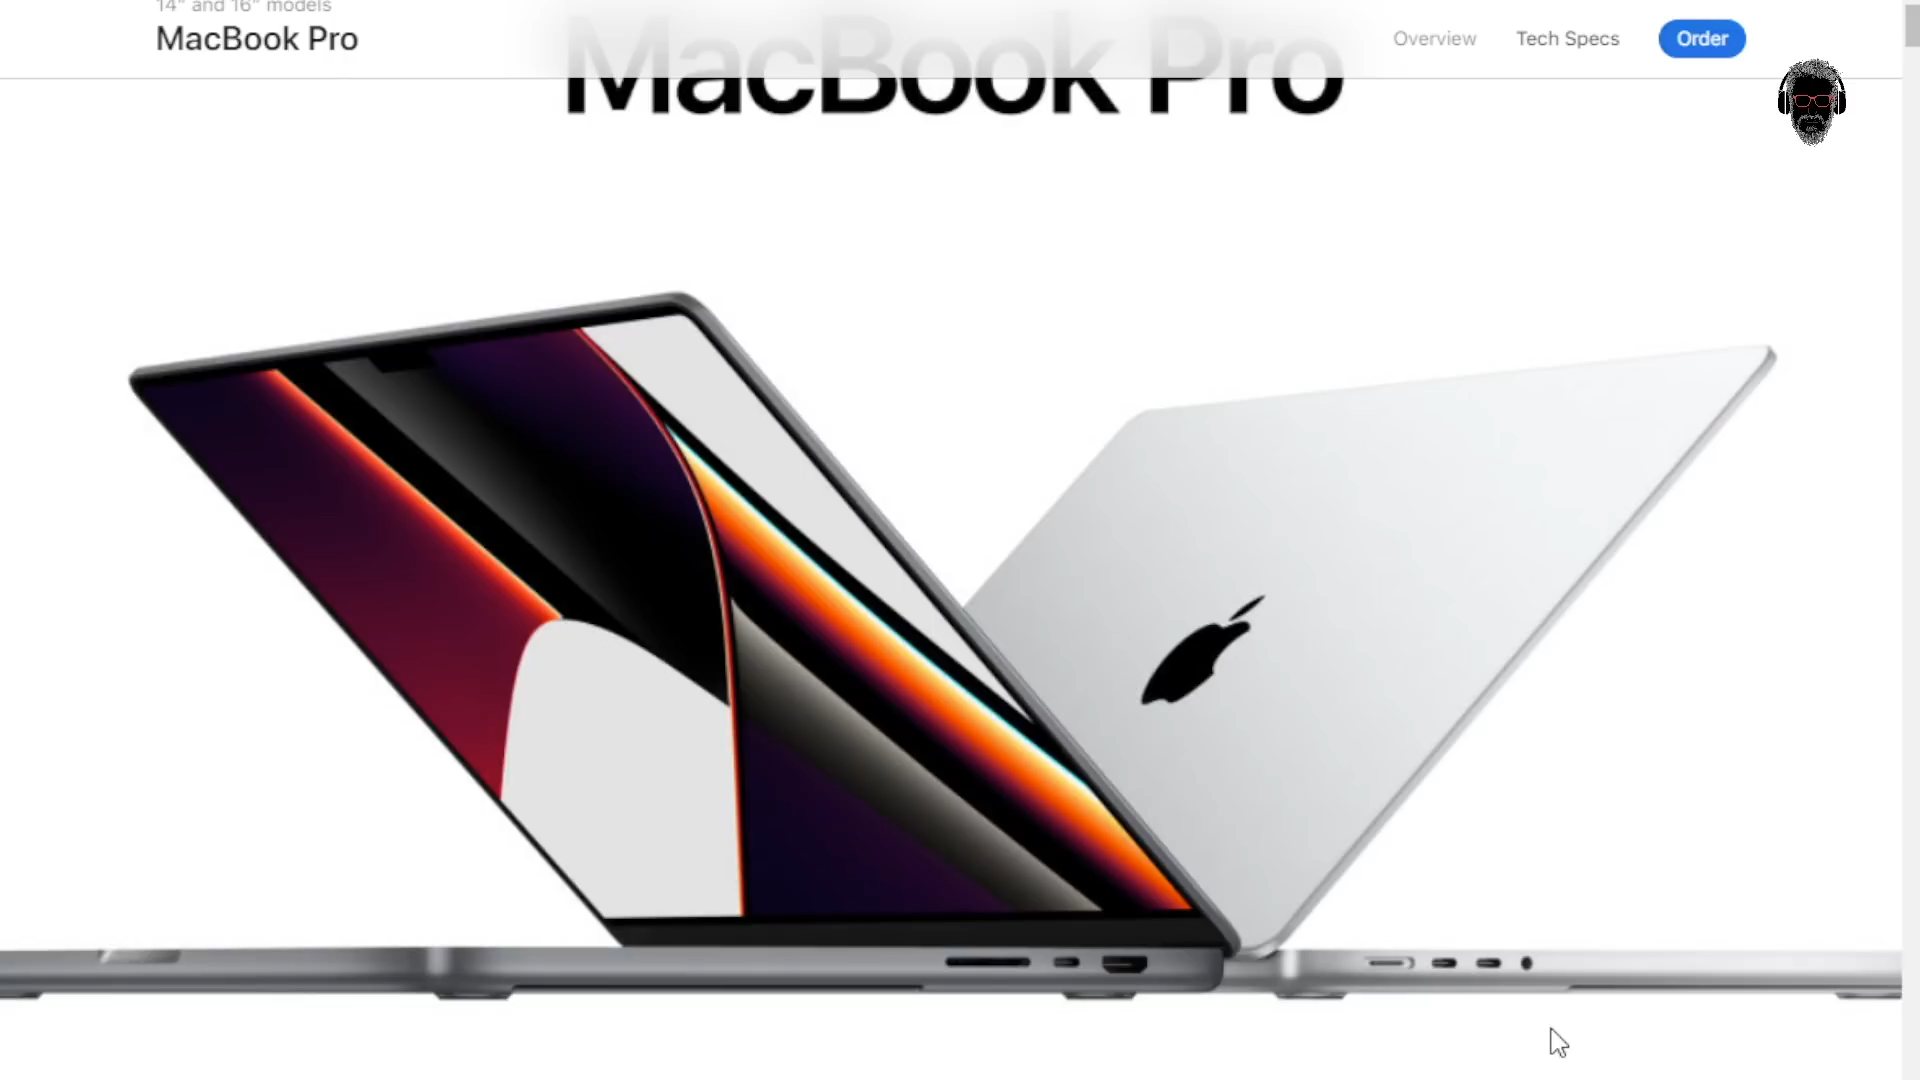 14″ and 16″ models
MacBook Pro
Overview
Tech Specs
Order
MacBook Pro